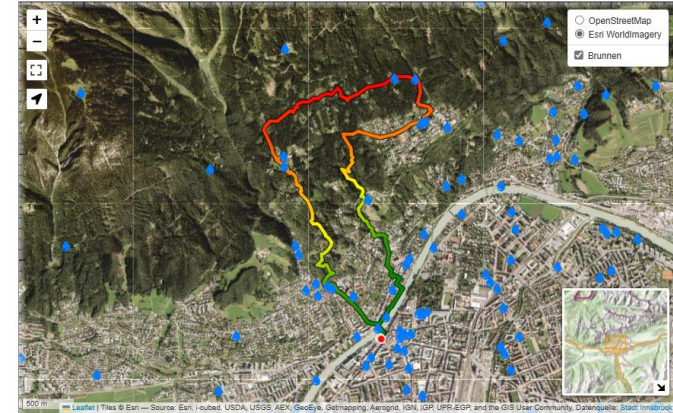 +
OpenStreetMap
Esri WorldImagery
−
Brunnen
500 m
Leaflet | Tiles © Esri — Source: Esri, i-cubed, USDA, USGS, AEX, GeoEye, Getmapping, Aerogrid, IGN, IGP, UPR-EGP, and the GIS User Community, Datenquelle: Stadt Innsbruck